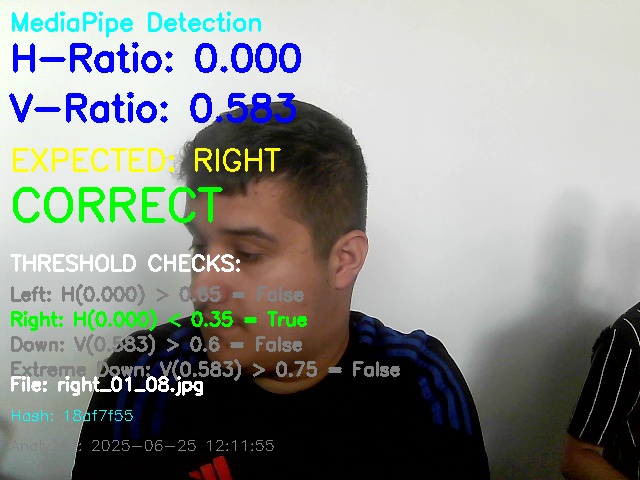 MediaPipe Detection
H-Ratio: 0.000
V-Ratio: 0.583
EXPECTED: RIGHT
CORRECT
THRESHOLD CHECKS:
Left: H(0.000) > 0.65 = False
Right: H(0.000) < 0.35 = True
Down: V(0.583) > 0.6 = False
Extreme Down: V(0.583) > 0.75 = False
File: right_01_08.jpg
Hash: 18af7f55
2025-06-25 12:11:55